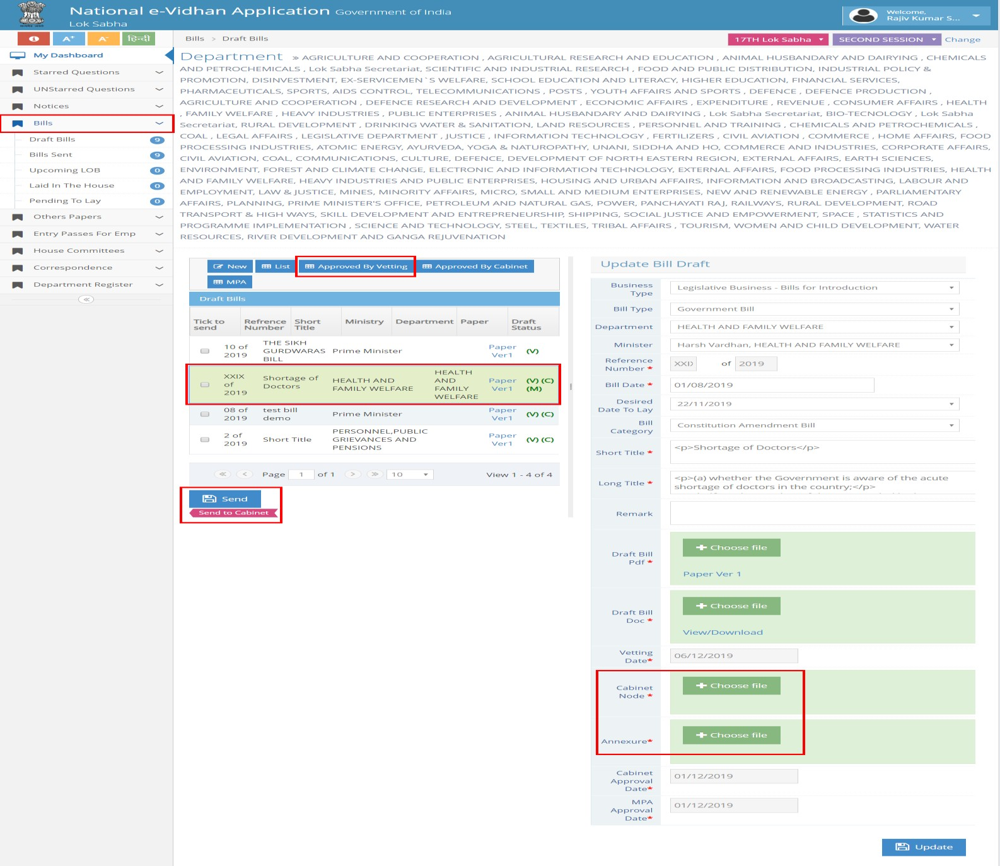 National e-Vidhan Application Government of India
Lok Sabha
Welcome,
Rajiv Kumar S...
A+ A- हिन्दी
My Dashboard
Starred Questions
UNStarred Questions
Notices
Bills
Draft Bills 9
Bills Sent 9
Upcoming LOB 0
Laid In The House 0
Pending To Lay 0
Others Papers
Entry Passes For Emp
House Committees
Correspondence
Department Register
Bills > Draft Bills
17TH Lok Sabha SECOND SESSION Change
Department » AGRICULTURE AND COOPERATION , AGRICULTURAL RESEARCH AND EDUCATION , ANIMAL HUSBANDARY AND DAIRYING , CHEMICALS
AND PETROCHEMICALS , Lok Sabha Secretariat, SCIENTIFIC AND INDUSTRIAL RESEARCH , FOOD AND PUBLIC DISTRIBUTION, INDUSTRIAL POLICY &
PROMOTION, DISINVESTMENT, EX-SERVICEMEN`S WELFARE, SCHOOL EDUCATION AND LITERACY, HIGHER EDUCATION, FINANCIAL SERVICES,
PHARMACEUTICALS, SPORTS, AIDS CONTROL, TELECOMMUNICATIONS , POSTS , YOUTH AFFAIRS AND SPORTS , DEFENCE , DEFENCE PRODUCTION ,
AGRICULTURE AND COOPERATION , DEFENCE RESEARCH AND DEVELOPMENT , ECONOMIC AFFAIRS , EXPENDITURE , REVENUE , CONSUMER AFFAIRS , HEALTH
, FAMILY WELFARE , HEAVY INDUSTRIES , PUBLIC ENTERPRISES , ANIMAL HUSBANDARY AND DAIRYING , Lok Sabha Secretariat, BIO-TECNOLOGY , Lok Sabha
Secretariat, RURAL DEVELOPMENT , DRINKING WATER & SANITATION, LAND RESOURCES , PERSONNEL AND TRAINING , CHEMICALS AND PETROCHEMICALS ,
COAL , LEGAL AFFAIRS , LEGISLATIVE DEPARTMENT , JUSTICE , INFORMATION TECHNOLOGY , FERTILIZERS , CIVIL AVIATION , COMMERCE , HOME AFFAIRS, FOOD
PROCESSING INDUSTRIES, ATOMIC ENERGY, AYURVEDA, YOGA & NATUROPATHY, UNANI, SIDDHA AND HO, COMMERCE AND INDUSTRIES, CORPORATE AFFAIRS,
CIVIL AVIATION, COAL, COMMUNICATIONS, CULTURE, DEFENCE, DEVELOPMENT OF NORTH EASTERN REGION, EXTERNAL AFFAIRS, EARTH SCIENCES,
ENVIRONMENT, FOREST AND CLIMATE CHANGE, ELECTRONIC AND INFORMATION TECHNOLOGY, EXTERNAL AFFAIRS, FOOD PROCESSING INDUSTRIES, HEALTH
AND FAMILY WELFARE, HEAVY INDUSTRIES AND PUBLIC ENTERPRISES, HOUSING AND URBAN AFFAIRS, INFORMATION AND BROADCASTING, LABOUR AND
EMPLOYMENT, LAW & JUSTICE, MINES, MINORITY AFFAIRS, MICRO, SMALL AND MEDIUM ENTERPRISES, NEW AND RENEWABLE ENERGY , PARLIAMENTARY
AFFAIRS, PLANNING, PRIME MINISTER'S OFFICE, PETROLEUM AND NATURAL GAS, POWER, PANCHAYATI RAJ, RAILWAYS, RURAL DEVELOPMENT, ROAD
TRANSPORT & HIGH WAYS, SKILL DEVELOPMENT AND ENTREPRENEURSHIP, SHIPPING, SOCIAL JUSTICE AND EMPOWERMENT, SPACE , STATISTICS AND
PROGRAMME IMPLEMENTATION , SCIENCE AND TECHNOLOGY, STEEL, TEXTILES, TRIBAL AFFAIRS , TOURISM, WOMEN AND CHILD DEVELOPMENT, WATER
RESOURCES, RIVER DEVELOPMENT AND GANGA REJUVENATION
New List Approved By Vetting Approved By Cabinet
MPA
Draft Bills
Tick to send Refrence Number Short Title Ministry Department Paper Draft Status
10 of 2019 THE SIKH GURDWARAS BILL Prime Minister Paper Ver1 (V)
XXIX of 2019 Shortage of Doctors HEALTH AND FAMILY WELFARE HEALTH AND FAMILY WELFARE Paper Ver1 (V) (C) (M)
08 of 2019 test bill demo Prime Minister Paper Ver1 (V) (C)
2 of 2019 Short Title PERSONNEL,PUBLIC GRIEVANCES AND PENSIONS Paper Ver1 (V) (C)
Page 1 of 1 10 View 1 - 4 of 4
Send
Send to Cabinet
Update Bill Draft
Business Type Legislative Business - Bills for Introduction
Bill Type Government Bill
Department HEALTH AND FAMILY WELFARE
Minister Harsh Vardhan, HEALTH AND FAMILY WELFARE
Reference Number * of 2019
Bill Date * 01/08/2019
Desired Date To Lay 22/11/2019
Bill Category Constitution Amendment Bill
Short Title * <p>Shortage of Doctors</p>
Long Title * <p>(a) whether the Government is aware of the acute
shortage of doctors in the country;</p>
Remark
Draft Bill Pdf * Choose file
Paper Ver 1
Draft Bill Doc * Choose file
View/Download
Vetting Date* 06/12/2019
Cabinet Node * Choose file
Annexure* Choose file
Cabinet Approval Date* 01/12/2019
MPA Approval Date* 01/12/2019
Update